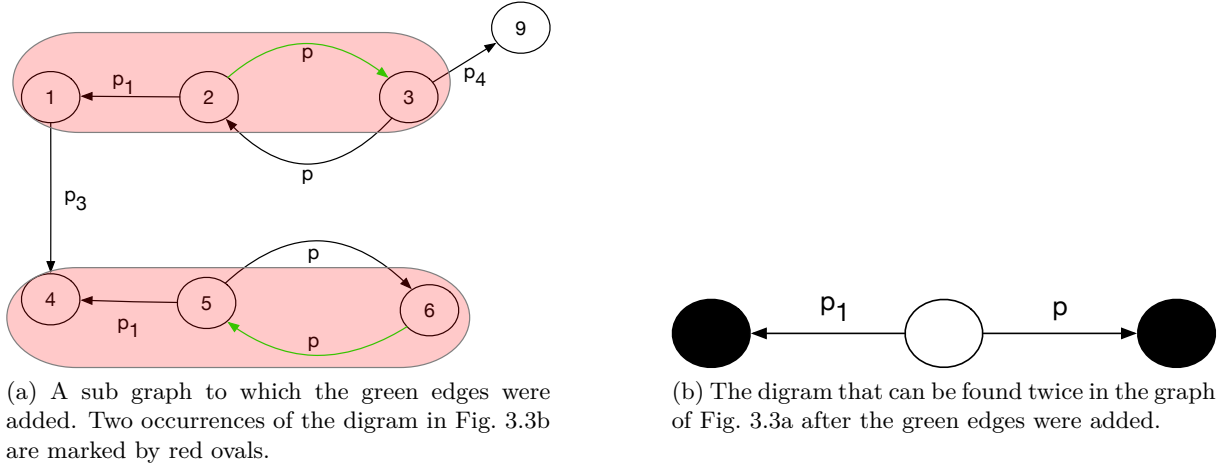 9
p
p4
p1
1
2
3
p
p3
p
4
5
6
p1
p
p1
p
(a) A sub graph to which the green edges were
added. Two occurrences of the digram in Fig. 3.3b
are marked by red ovals.
(b) The digram that can be found twice in the graph
of Fig. 3.3a after the green edges were added.